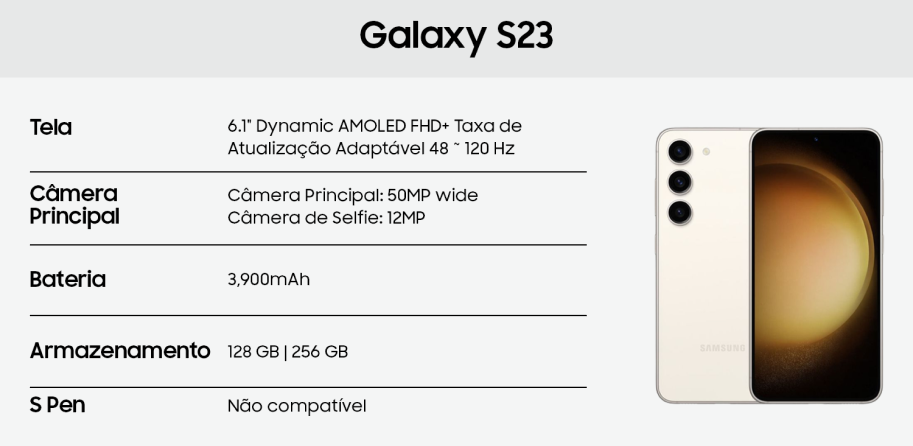 Galaxy S23
Tela
6.1" Dynamic AMOLED FHD+ Taxa de
Atualização Adaptável 48 ~ 120 Hz
Câmera
Principal
Câmera Principal: 50MP wide
Câmera de Selfie: 12MP
Bateria
3,900mAh
Armazenamento
128 GB | 256 GB
S Pen
Não compatível
SAMSUNG